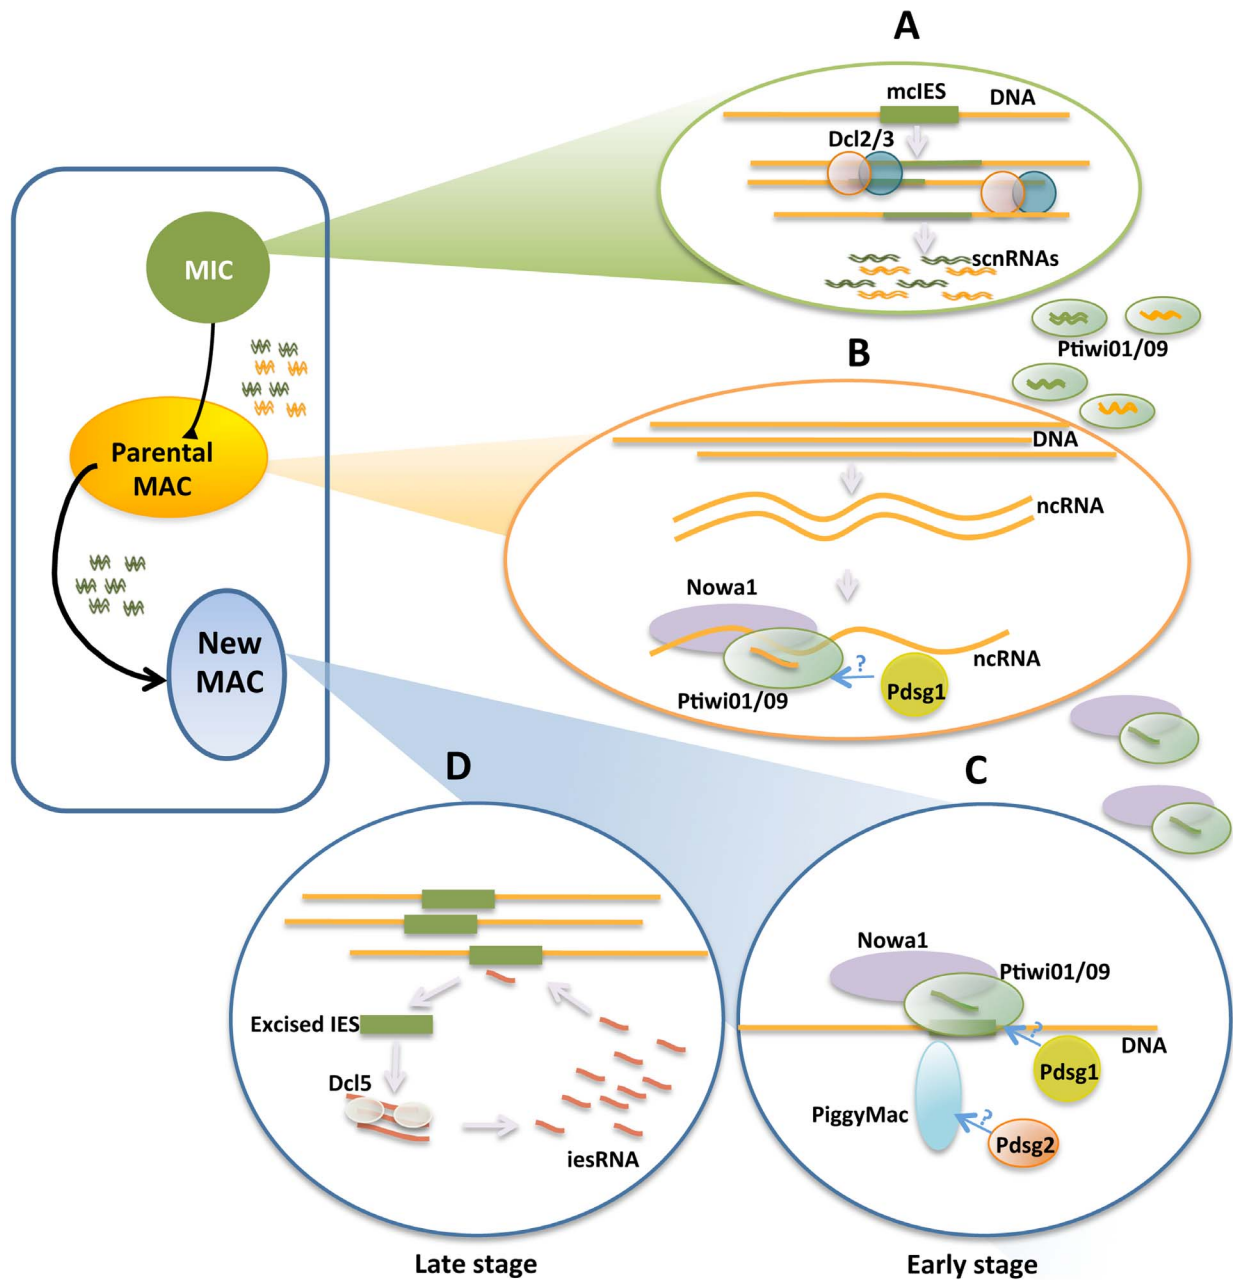 A
mcIES
DNA
Dcl2/3
scnRNAs
MIC
Ptiwi01/09
B
Parental
MAC
DNA
ncRNA
Nowa1
ncRNA
?
Pdsg1
Ptiwi01/09
New
MAC
D
C
Nowa1
Ptiwi01/09
Excised IES
?
DNA
Pdsg1
Dcl5
PiggyMac
?
Pdsg2
iesRNA
Late stage
Early stage